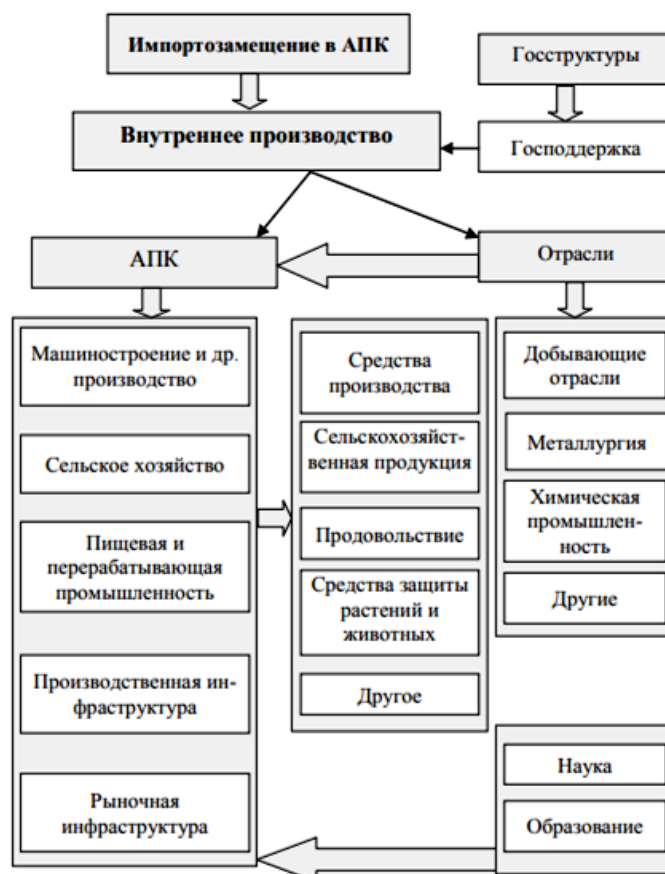 Импортозамещение в АПК
Госструктуры
Внутреннее производство
Господдержка
АПК
Отрасли
Машиностроение и др.
производство
Сельское хозяйство
Пищевая и
перерабатывающая
промышленность
Производственная ин-
фраструктура
Рыночная
инфраструктура
Средства
производства
Сельскохозяйст-
венная продукция
Продовольствие
Средства защиты
растений и
животных
Другое
Добывающие
отрасли
Металлургия
Химическая
промышлен-
ность
Другие
Наука
Образование